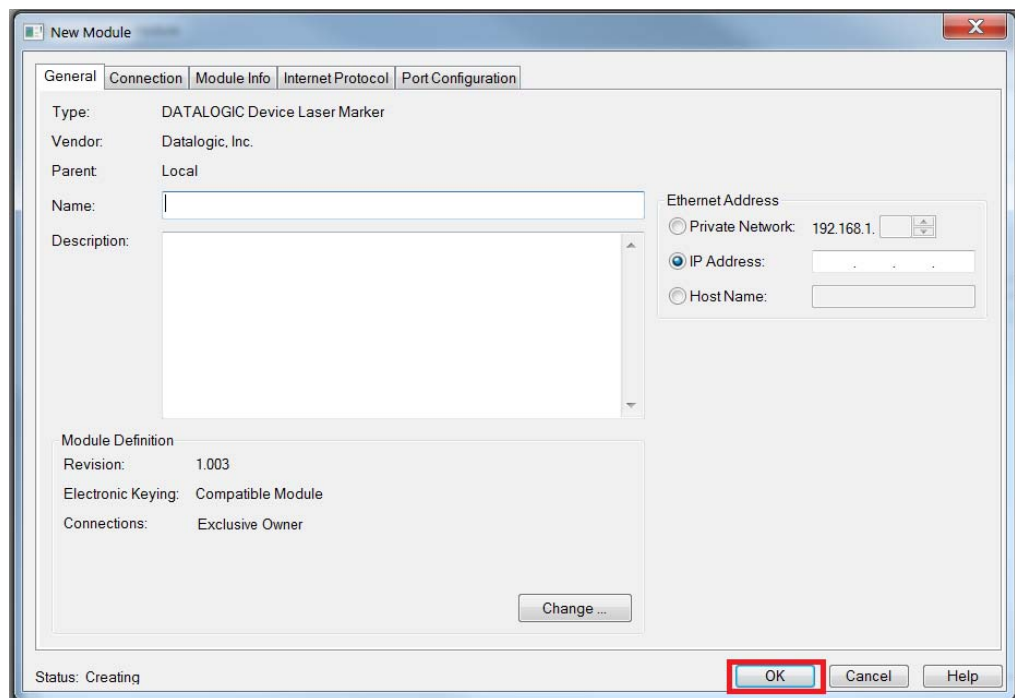 New Module
X
General Connection Module Info Internet Protocol Port Configuration
Type: DATALOGIC Device Laser Marker
Vendor: Datalogic, Inc.
Parent: Local
Name:
Description:
Ethernet Address
Private Network: 192.168.1.
IP Address: . . .
Host Name:
Module Definition
Revision: 1.003
Electronic Keying: Compatible Module
Connections: Exclusive Owner
Change ...
Status: Creating
OK Cancel Help